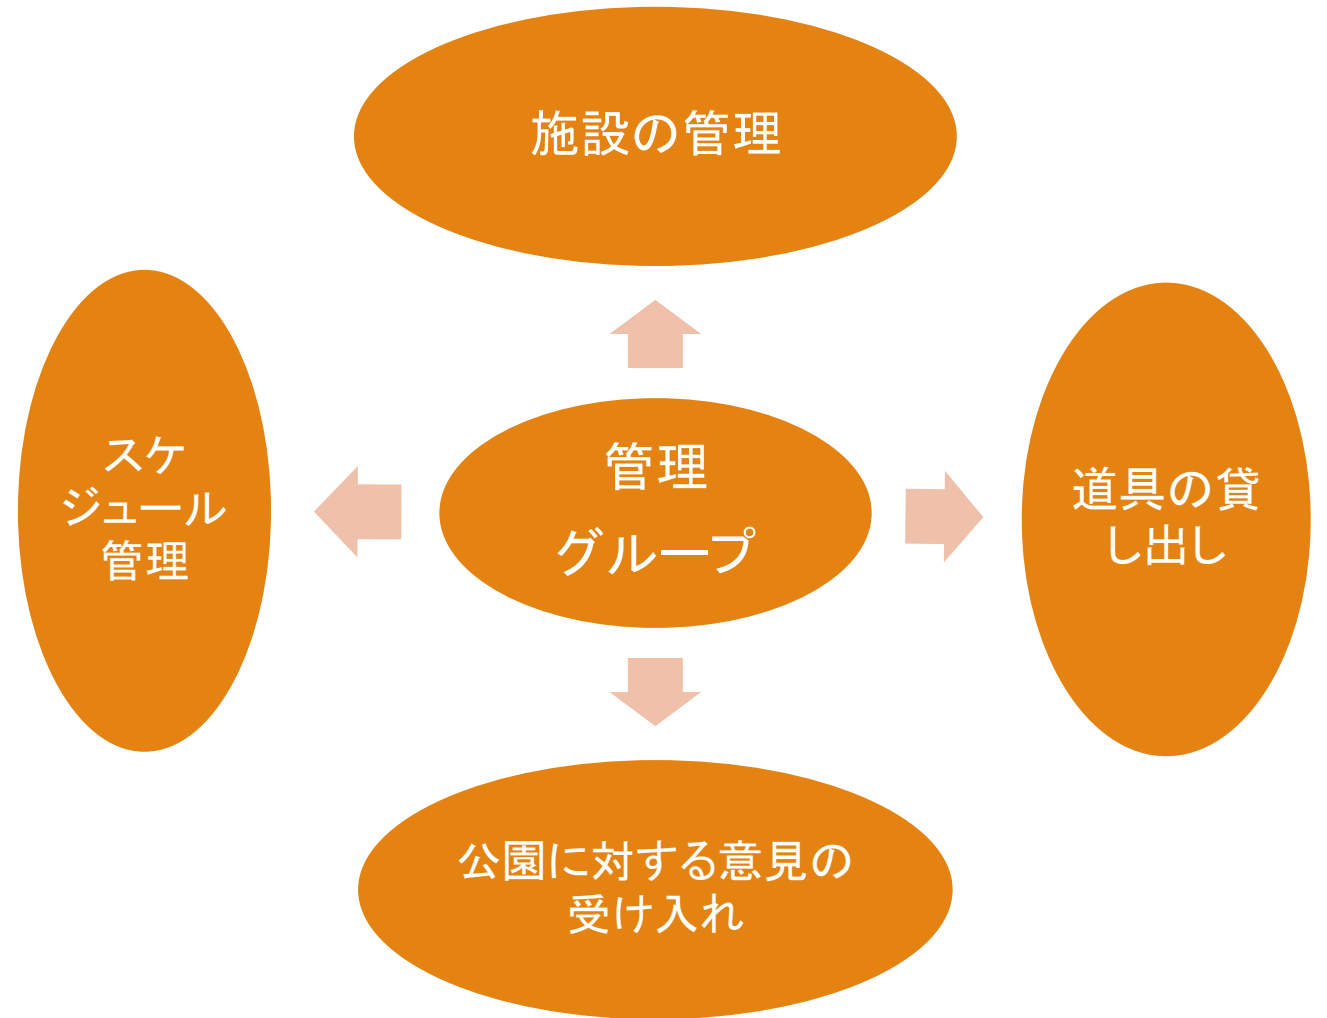 施設の管理
スケ
ジュール
管理
管理
グループ
道具の貸
し出し
公園に対する意見の
受け入れ